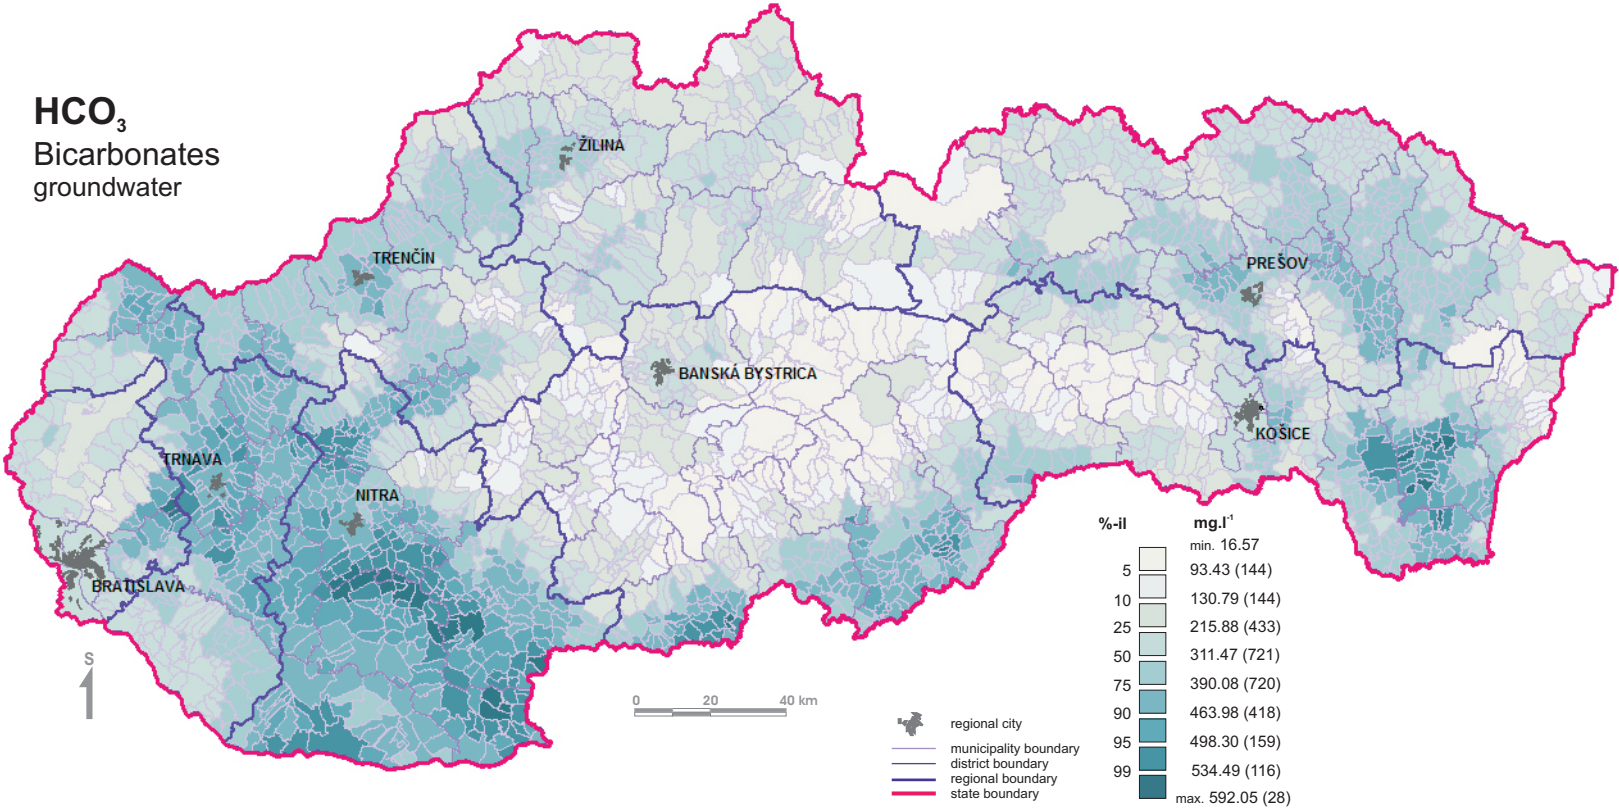 HCO₃
Bicarbonates
groundwater
ŽILINA
TRENČÍN
PREŠOV
BANSKÁ BYSTRICA
KOŠICE
TRNAVA
NITRA
BRATISLAVA
S
0 20 40 km
regional city
municipality boundary
district boundary
regional boundary
state boundary
%-il mg.l⁻¹
min. 16.57
5 93.43 (144)
10 130.79 (144)
25 215.88 (433)
50 311.47 (721)
75 390.08 (720)
90 463.98 (418)
95 498.30 (159)
99 534.49 (116)
max. 592.05 (28)